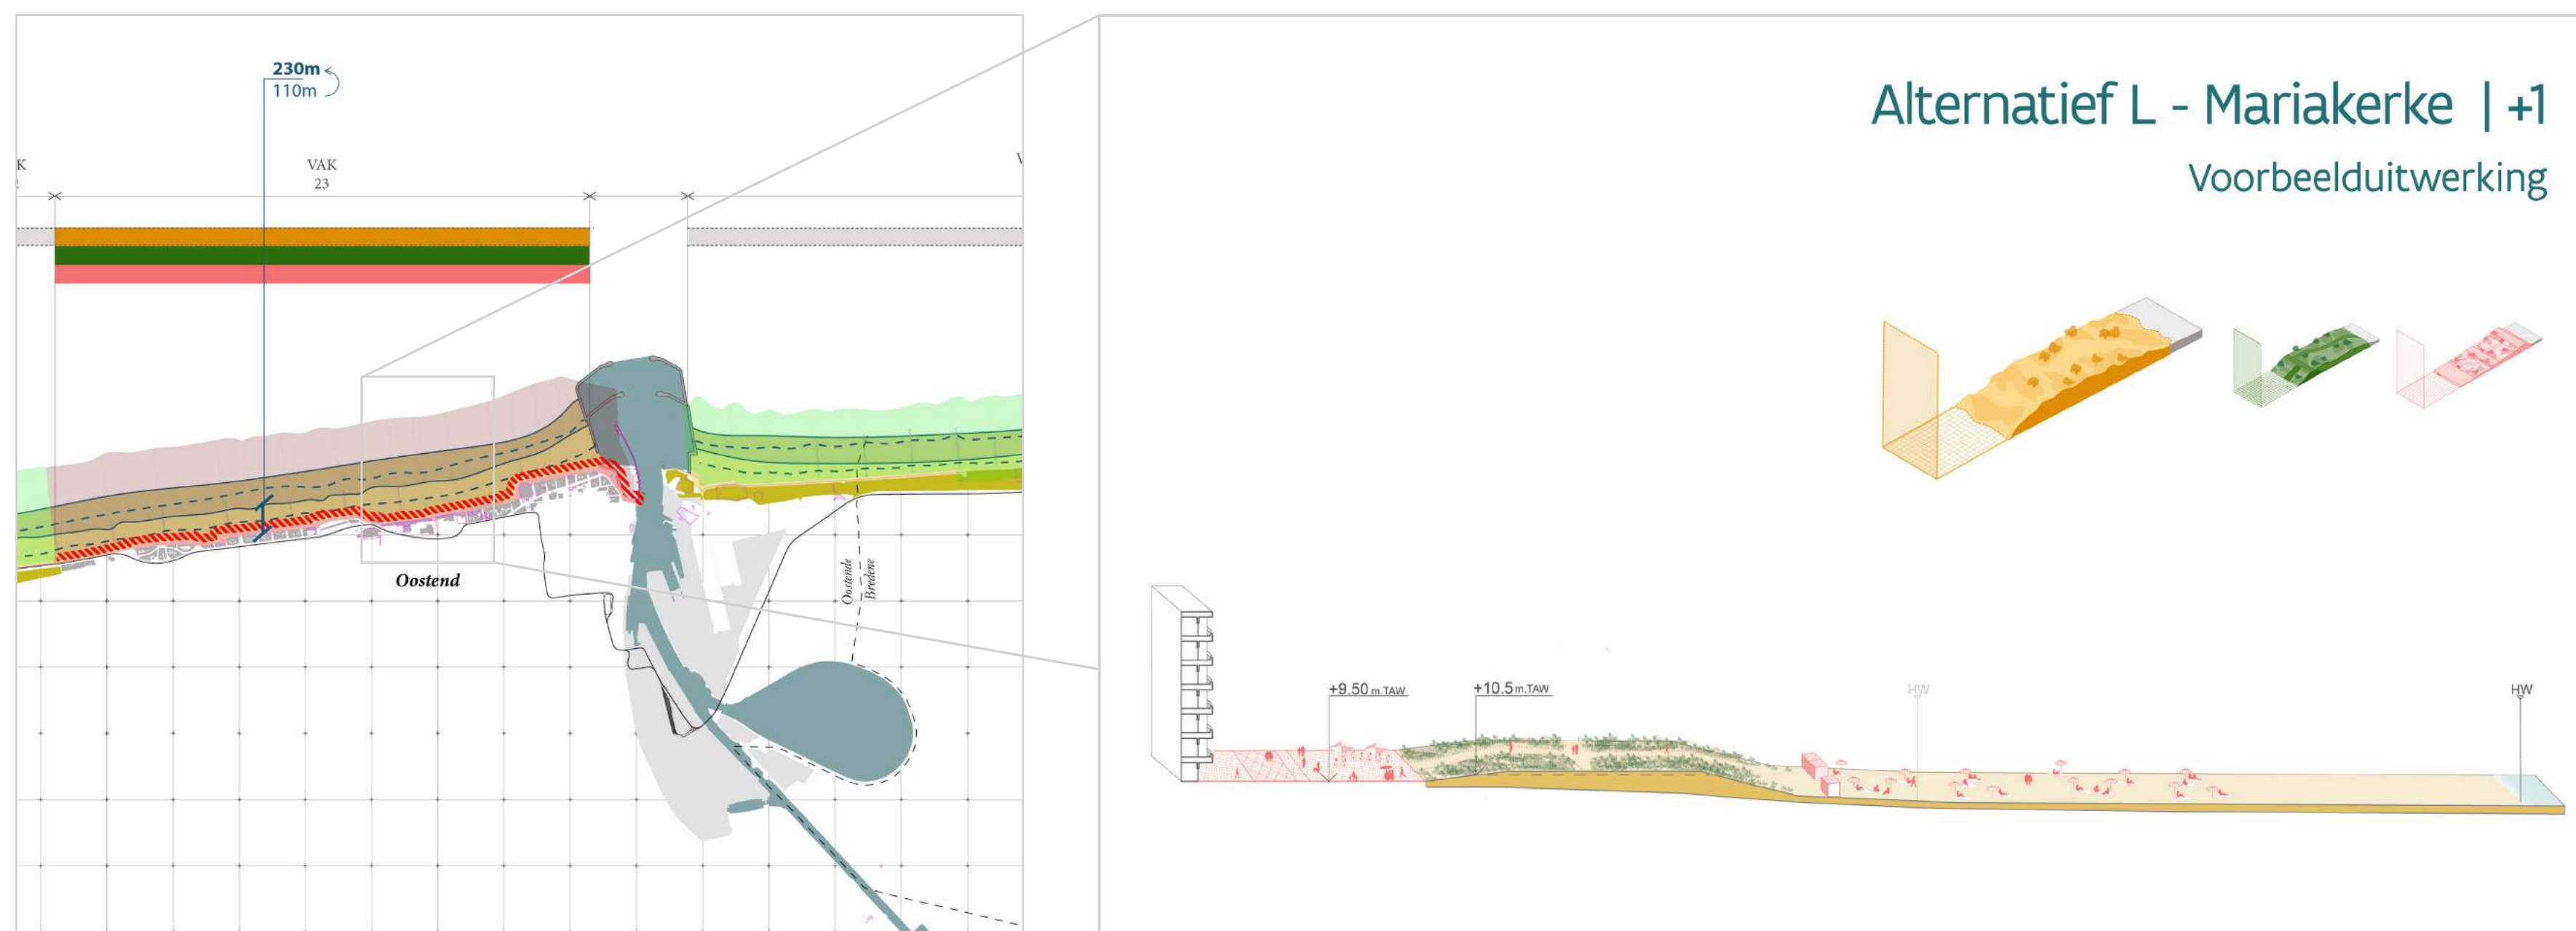 230m
110m
K
VAK
23
V
Oostend
Oostende
Bredene
Alternatief L - Mariakerke | +1
Voorbeelduitwerking
+9.50 m.TAW
+10.5 m.TAW
HW
HW